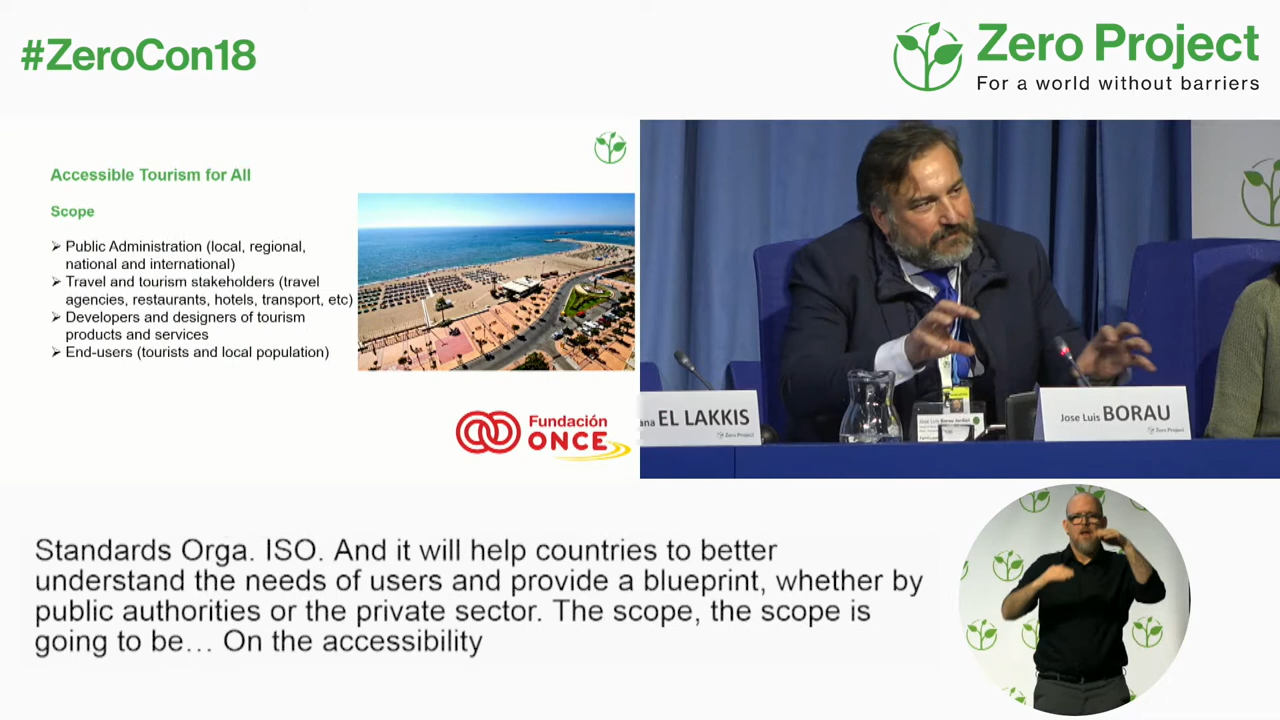 #ZeroCon18
Zero Project
For a world without barriers
Accessible Tourism for All
Scope
➢ Public Administration (local, regional,
national and international)
➢ Travel and tourism stakeholders (travel
agencies, restaurants, hotels, transport, etc)
➢ Developers and designers of tourism
products and services
➢ End-users (tourists and local population)
Fundación
ONCE
EL LAKKIS
Zero Project
Jose Luis BORAU
Zero Project
Standards Orga. ISO. And it will help countries to better
understand the needs of users and provide a blueprint, whether by
public authorities or the private sector. The scope, the scope is
going to be… On the accessibility